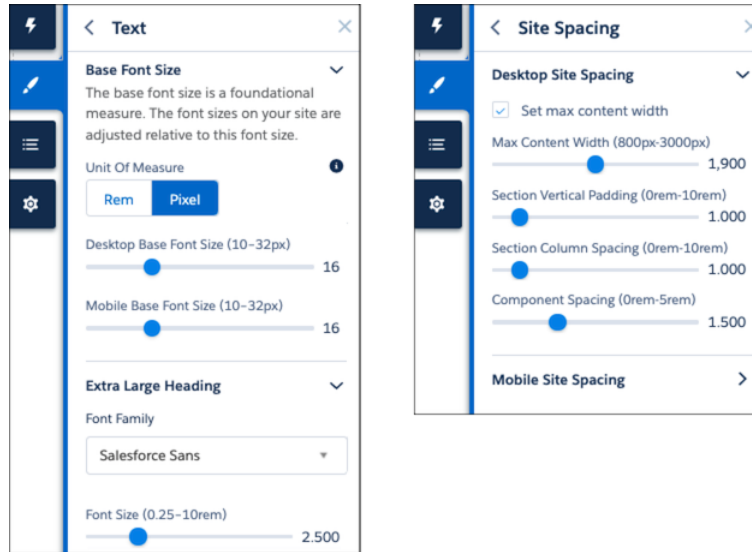 Text
Base Font Size
The base font size is a foundational
measure. The font sizes on your site are
adjusted relative to this font size.
Unit Of Measure
Rem
Pixel
Desktop Base Font Size (10–32px)
16
Mobile Base Font Size (10–32px)
16
Extra Large Heading
Font Family
Salesforce Sans
Font Size (0.25–10rem)
2.500
Site Spacing
Desktop Site Spacing
Set max content width
Max Content Width (800px-3000px)
1,900
Section Vertical Padding (0rem-10rem)
1.000
Section Column Spacing (0rem-10rem)
1.000
Component Spacing (0rem-5rem)
1.500
Mobile Site Spacing